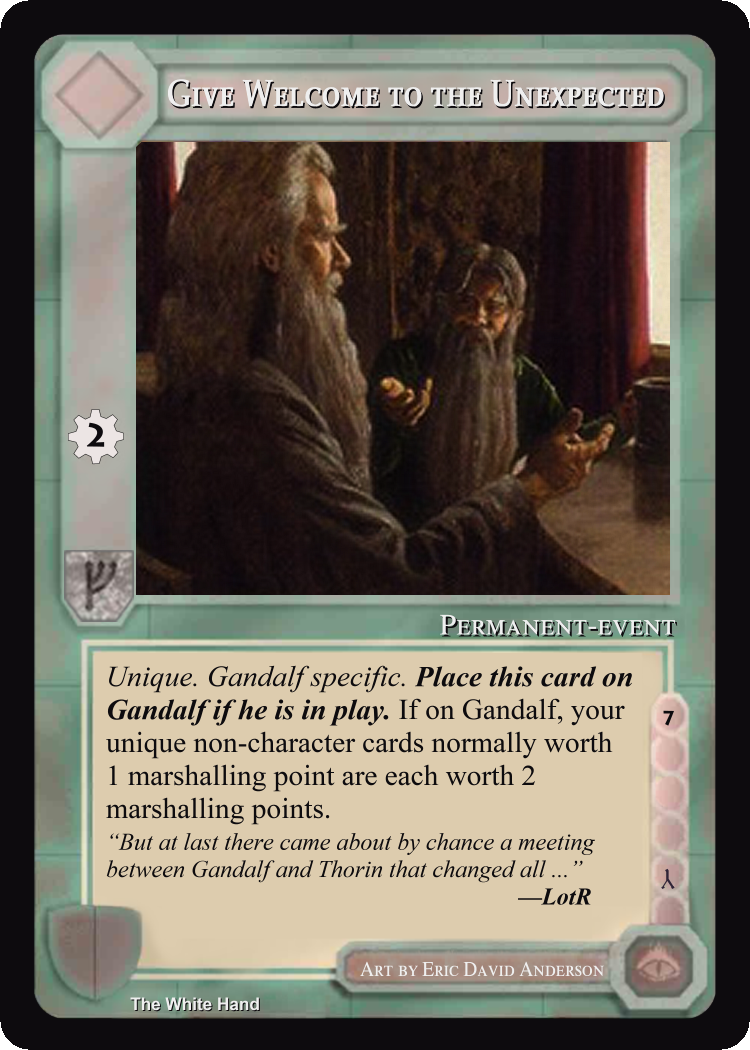 Give Welcome to the Unexpected
2
Permanent-event
Unique. Gandalf specific. Place this card on
Gandalf if he is in play. If on Gandalf, your
unique non-character cards normally worth
1 marshalling point are each worth 2
marshalling points.
“But at last there came about by chance a meeting
between Gandalf and Thorin that changed all ...”
—LotR
7
Art by Eric David Anderson
The White Hand